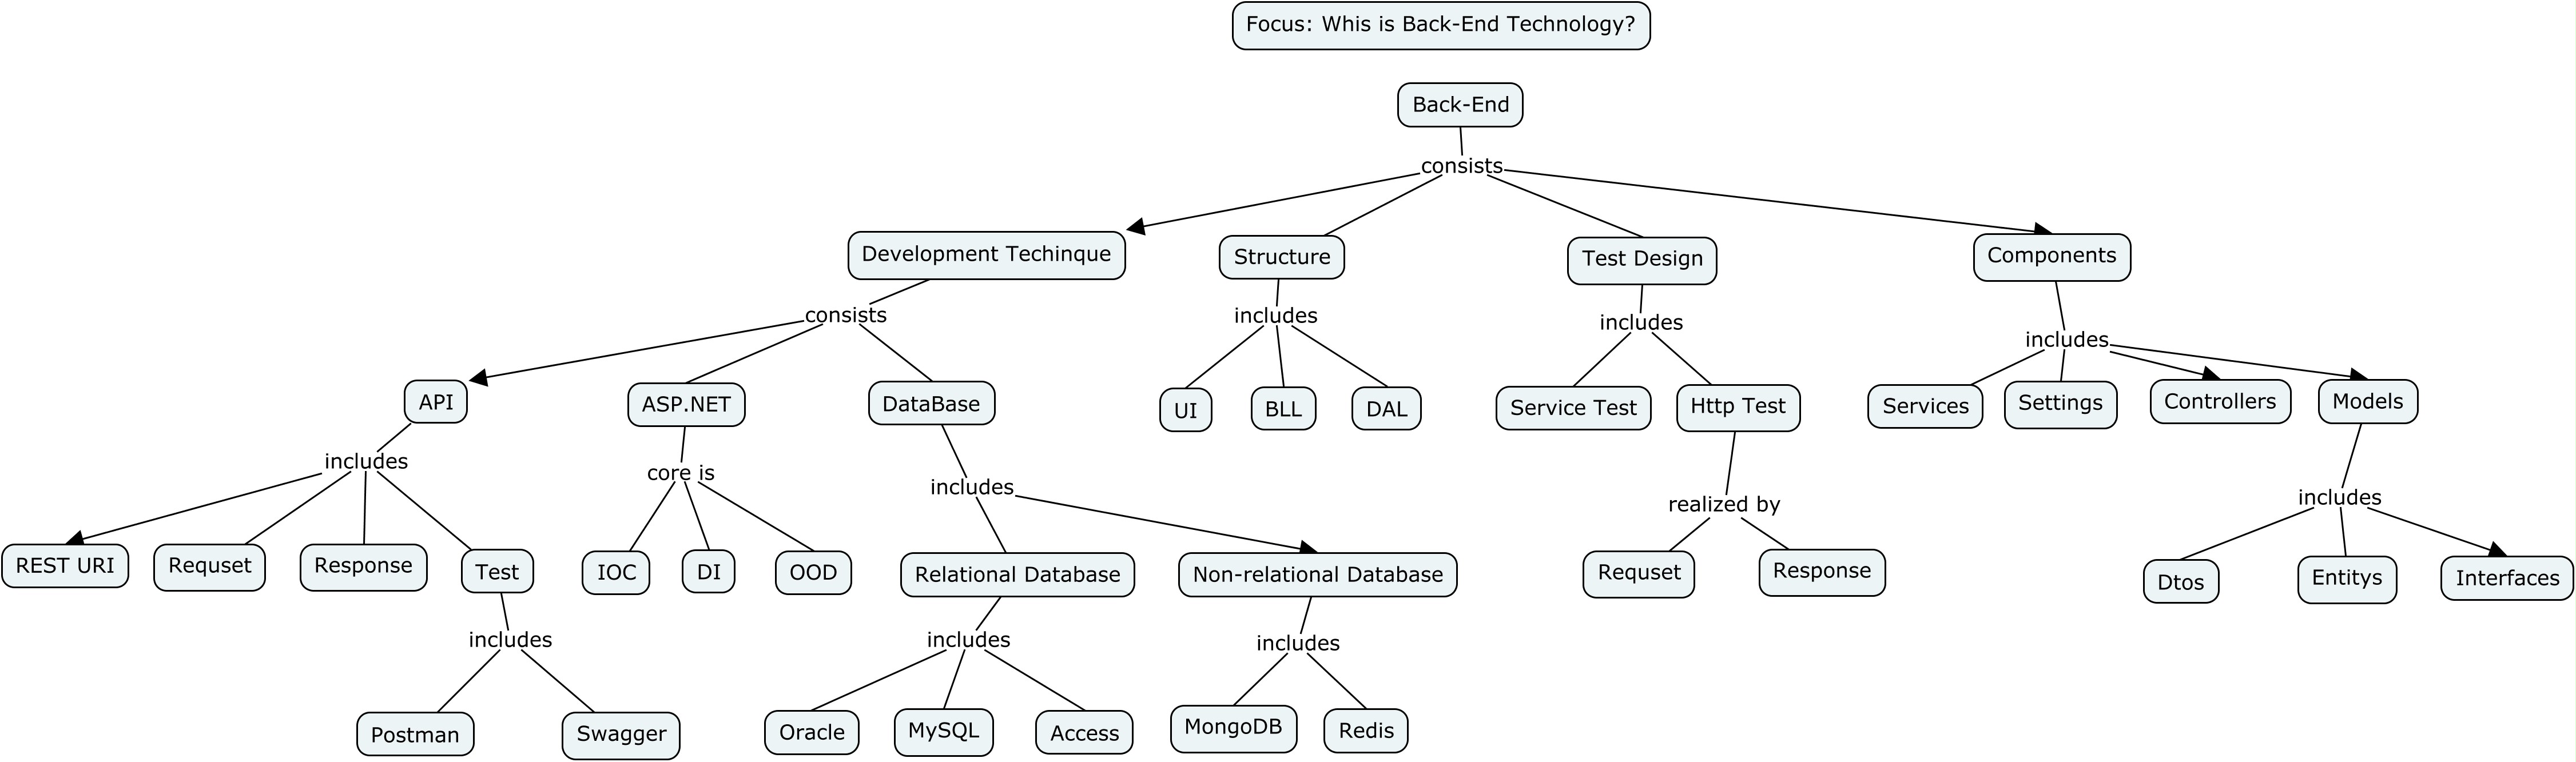 Focus: Whis is Back-End Technology?
Back-End
consists
Development Techinque
Structure
Test Design
Components
consists
includes
includes
includes
API
ASP.NET
DataBase
UI
BLL
DAL
Service Test
Http Test
Services
Settings
Controllers
Models
includes
core is
includes
realized by
includes
REST URI
Requset
Response
Test
IOC
DI
OOD
Relational Database
Non-relational Database
Requset
Response
Dtos
Entitys
Interfaces
includes
includes
includes
Postman
Swagger
Oracle
MySQL
Access
MongoDB
Redis